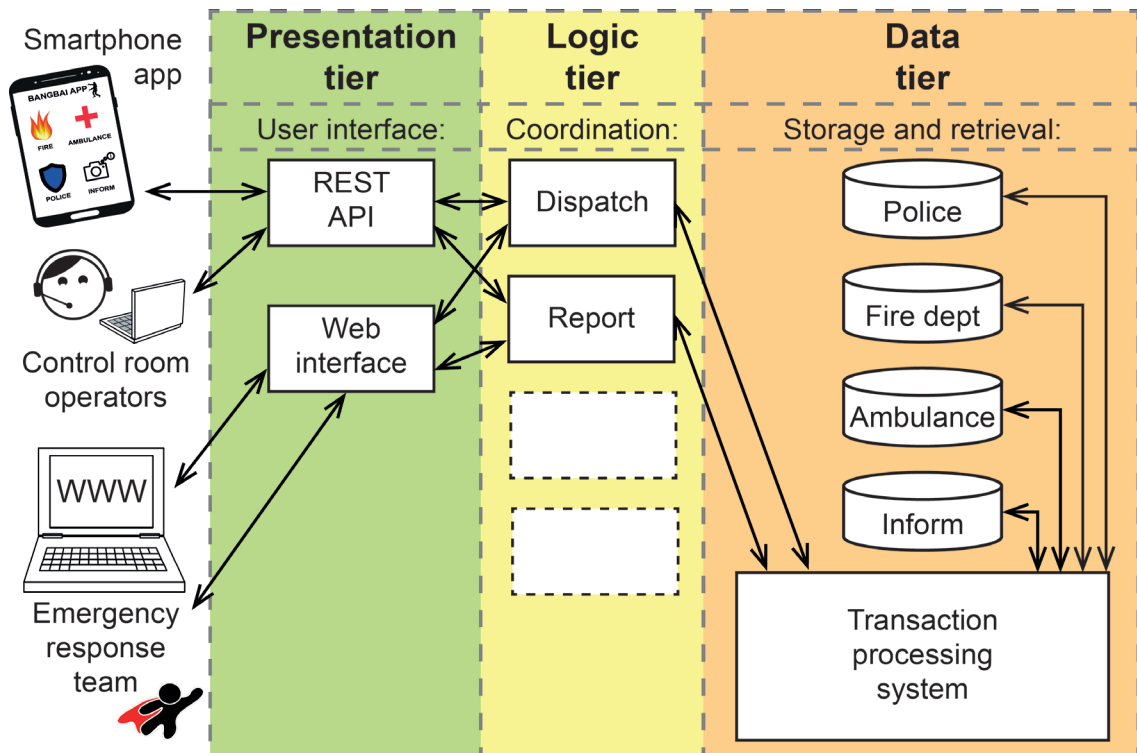 Smartphone
app
BANGBAI APP
FIRE
AMBULANCE
POLICE
INFORM
Control room
operators
WWW
Emergency
response
team
Presentation
tier
User interface:
REST
API
Web
interface
Logic
tier
Coordination:
Dispatch
Report
Data
tier
Storage and retrieval:
Police
Fire dept
Ambulance
Inform
Transaction
processing
system